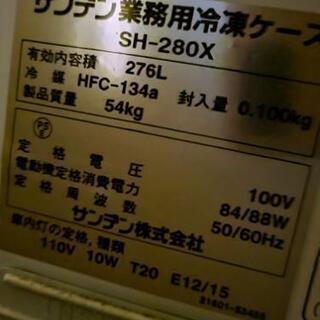 サンデン業務用冷凍ケース
SH-280X
有効内容積 276L
冷媒 HFC-134a 封入量 0.100kg
製品質量 54kg
PS E
定格電圧 100V
電動機定格消費電力 84/88W
定格周波数 50/60Hz
サンデン株式会社
庫内灯の定格,種類
110V 10W T20 E12/15